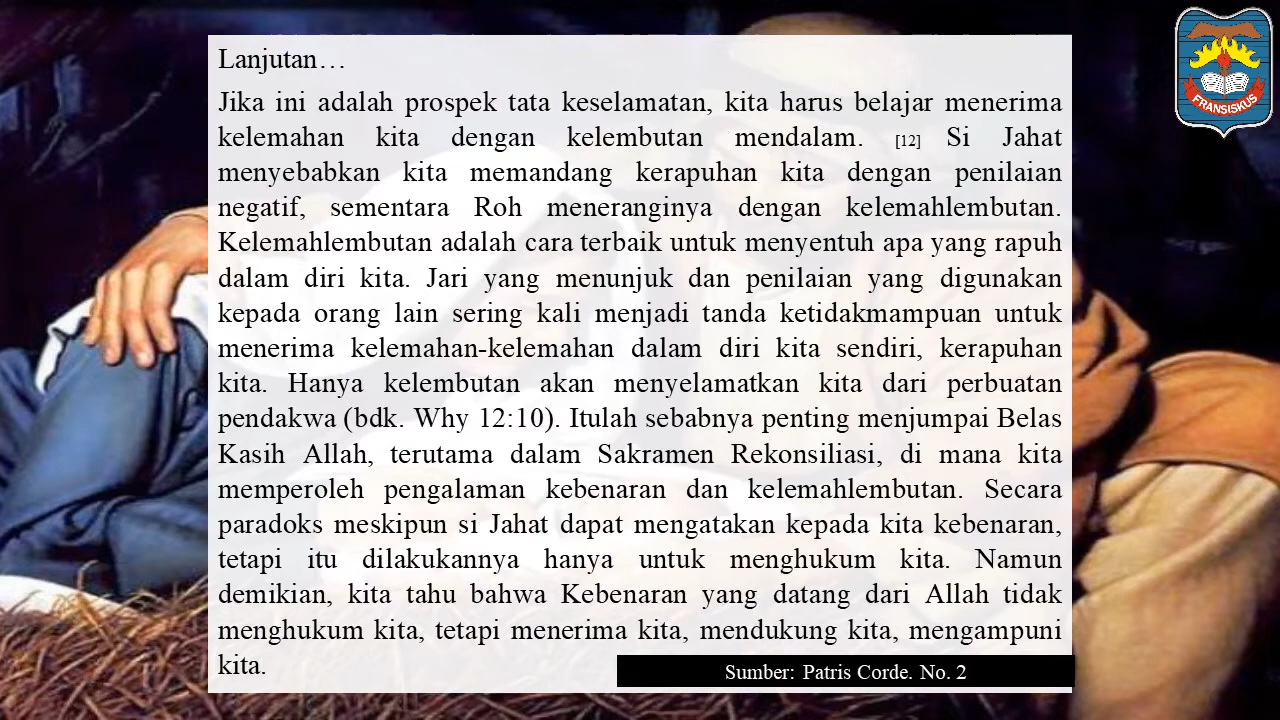 FRANSISKUS
Lanjutan…
Jika ini adalah prospek tata keselamatan, kita harus belajar menerima
kelemahan kita dengan kelembutan mendalam. [12] Si Jahat
menyebabkan kita memandang kerapuhan kita dengan penilaian
negatif, sementara Roh meneranginya dengan kelemahlembutan.
Kelemahlembutan adalah cara terbaik untuk menyentuh apa yang rapuh
dalam diri kita. Jari yang menunjuk dan penilaian yang digunakan
kepada orang lain sering kali menjadi tanda ketidakmampuan untuk
menerima kelemahan-kelemahan dalam diri kita sendiri, kerapuhan
kita. Hanya kelembutan akan menyelamatkan kita dari perbuatan
pendakwa (bdk. Why 12:10). Itulah sebabnya penting menjumpai Belas
Kasih Allah, terutama dalam Sakramen Rekonsiliasi, di mana kita
memperoleh pengalaman kebenaran dan kelemahlembutan. Secara
paradoks meskipun si Jahat dapat mengatakan kepada kita kebenaran,
tetapi itu dilakukannya hanya untuk menghukum kita. Namun
demikian, kita tahu bahwa Kebenaran yang datang dari Allah tidak
menghukum kita, tetapi menerima kita, mendukung kita, mengampuni
kita.
Sumber: Patris Corde. No. 2